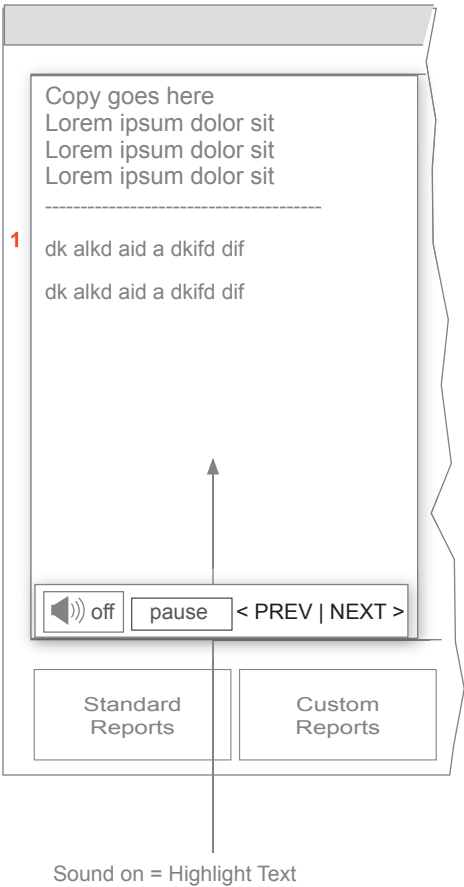 Copy goes here
Lorem ipsum dolor sit
Lorem ipsum dolor sit
Lorem ipsum dolor sit
---------------------------------------
1
dk alkd aid a dkifd dif
dk alkd aid a dkifd dif
off pause < PREV | NEXT >
Standard
Reports
Custom
Reports
Sound on = Highlight Text